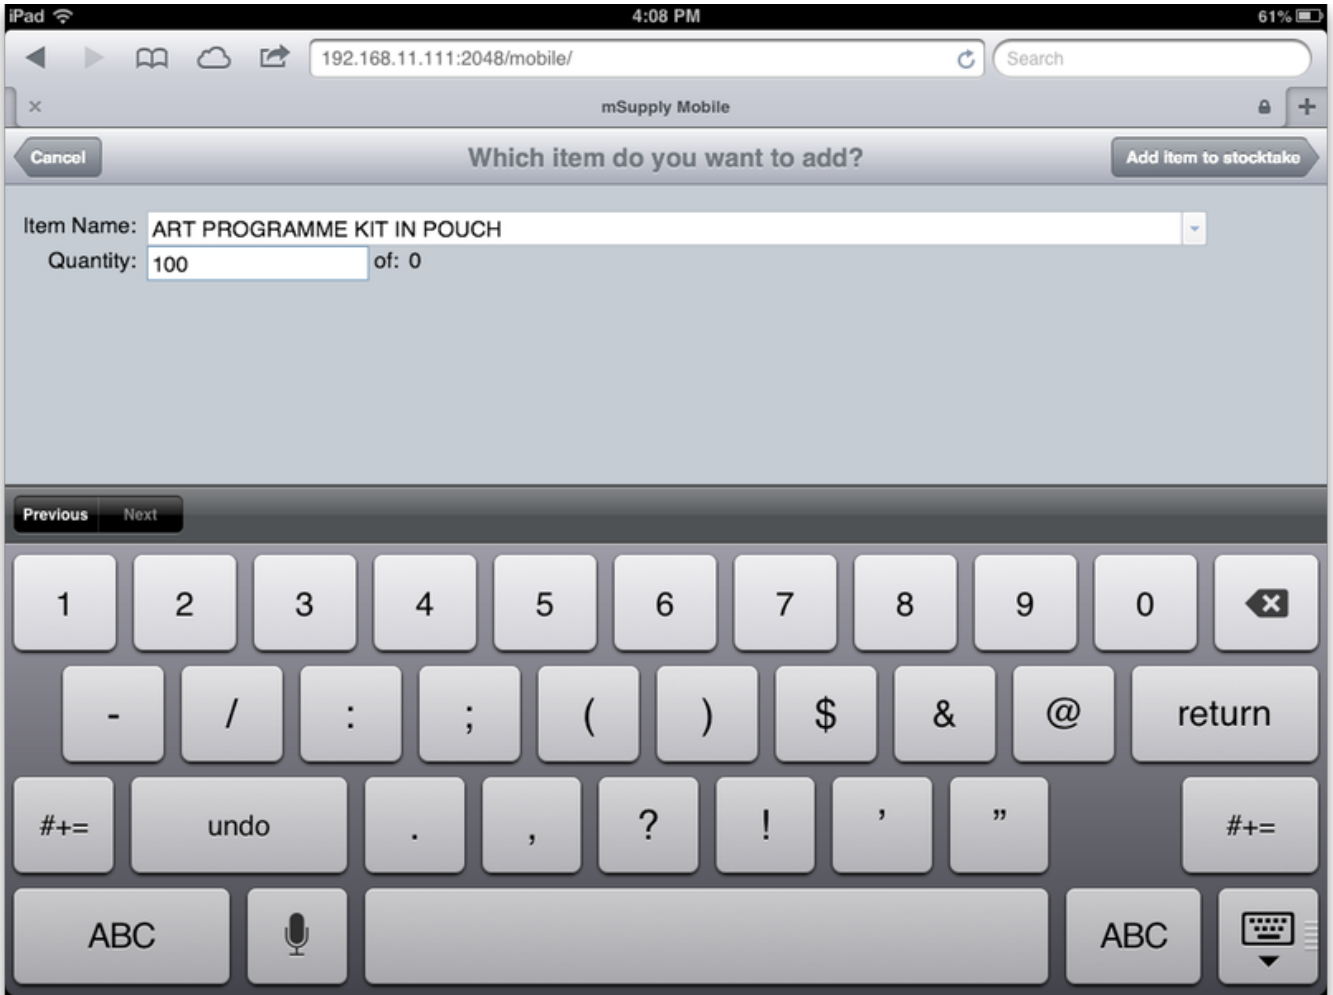 iPad 4:08 PM 61%
192.168.11.111:2048/mobile/ Search
× mSupply Mobile +
Cancel Which item do you want to add? Add item to stocktake
Item Name: ART PROGRAMME KIT IN POUCH
Quantity: 100 of: 0
Previous Next
1 2 3 4 5 6 7 8 9 0
- / : ; ( ) $ & @ return
#+= undo . , ? ! ’ ” #+=
ABC ABC